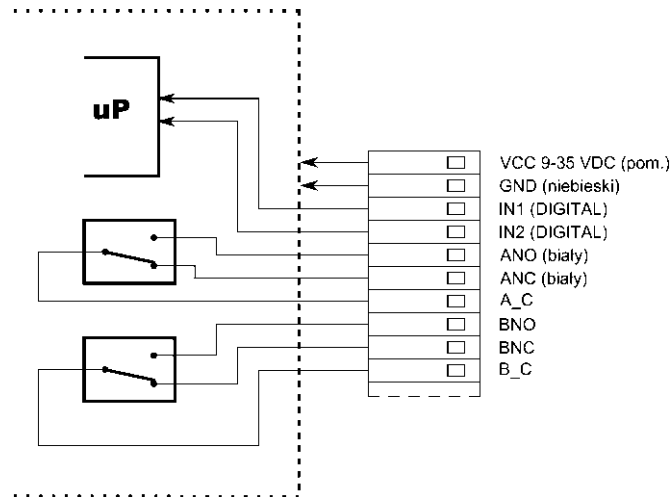 uP
VCC 9-35 VDC (pom.)
GND (niebieski)
IN1 (DIGITAL)
IN2 (DIGITAL)
ANO (biały)
ANC (biały)
A_C
BNO
BNC
B_C